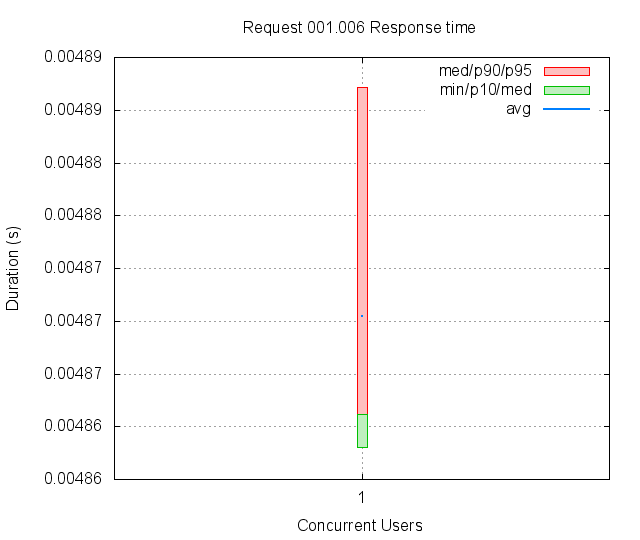 Request 001.006 Response time
0.00489
0.00489
0.00488
0.00488
0.00487
0.00487
0.00487
0.00486
0.00486
Duration (s)
med/p90/p95
min/p10/med
avg
1
Concurrent Users